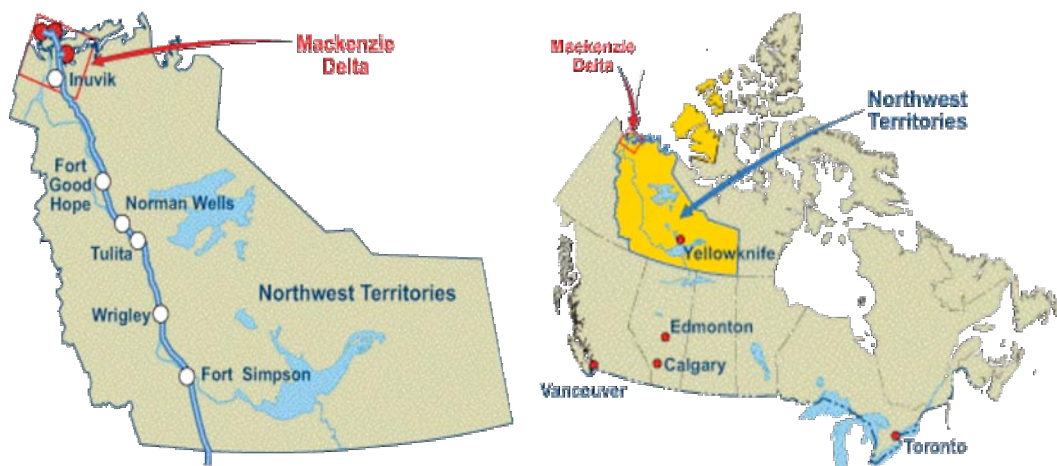 Mackenzie
Delta
Inuvik
Fort
Good
Hope
Norman Wells
Tulita
Northwest Territories
Wrigley
Fort Simpson
Mackenzie
Delta
Northwest
Territories
Yellowknife
Edmonton
Calgary
Vancouver
Toronto